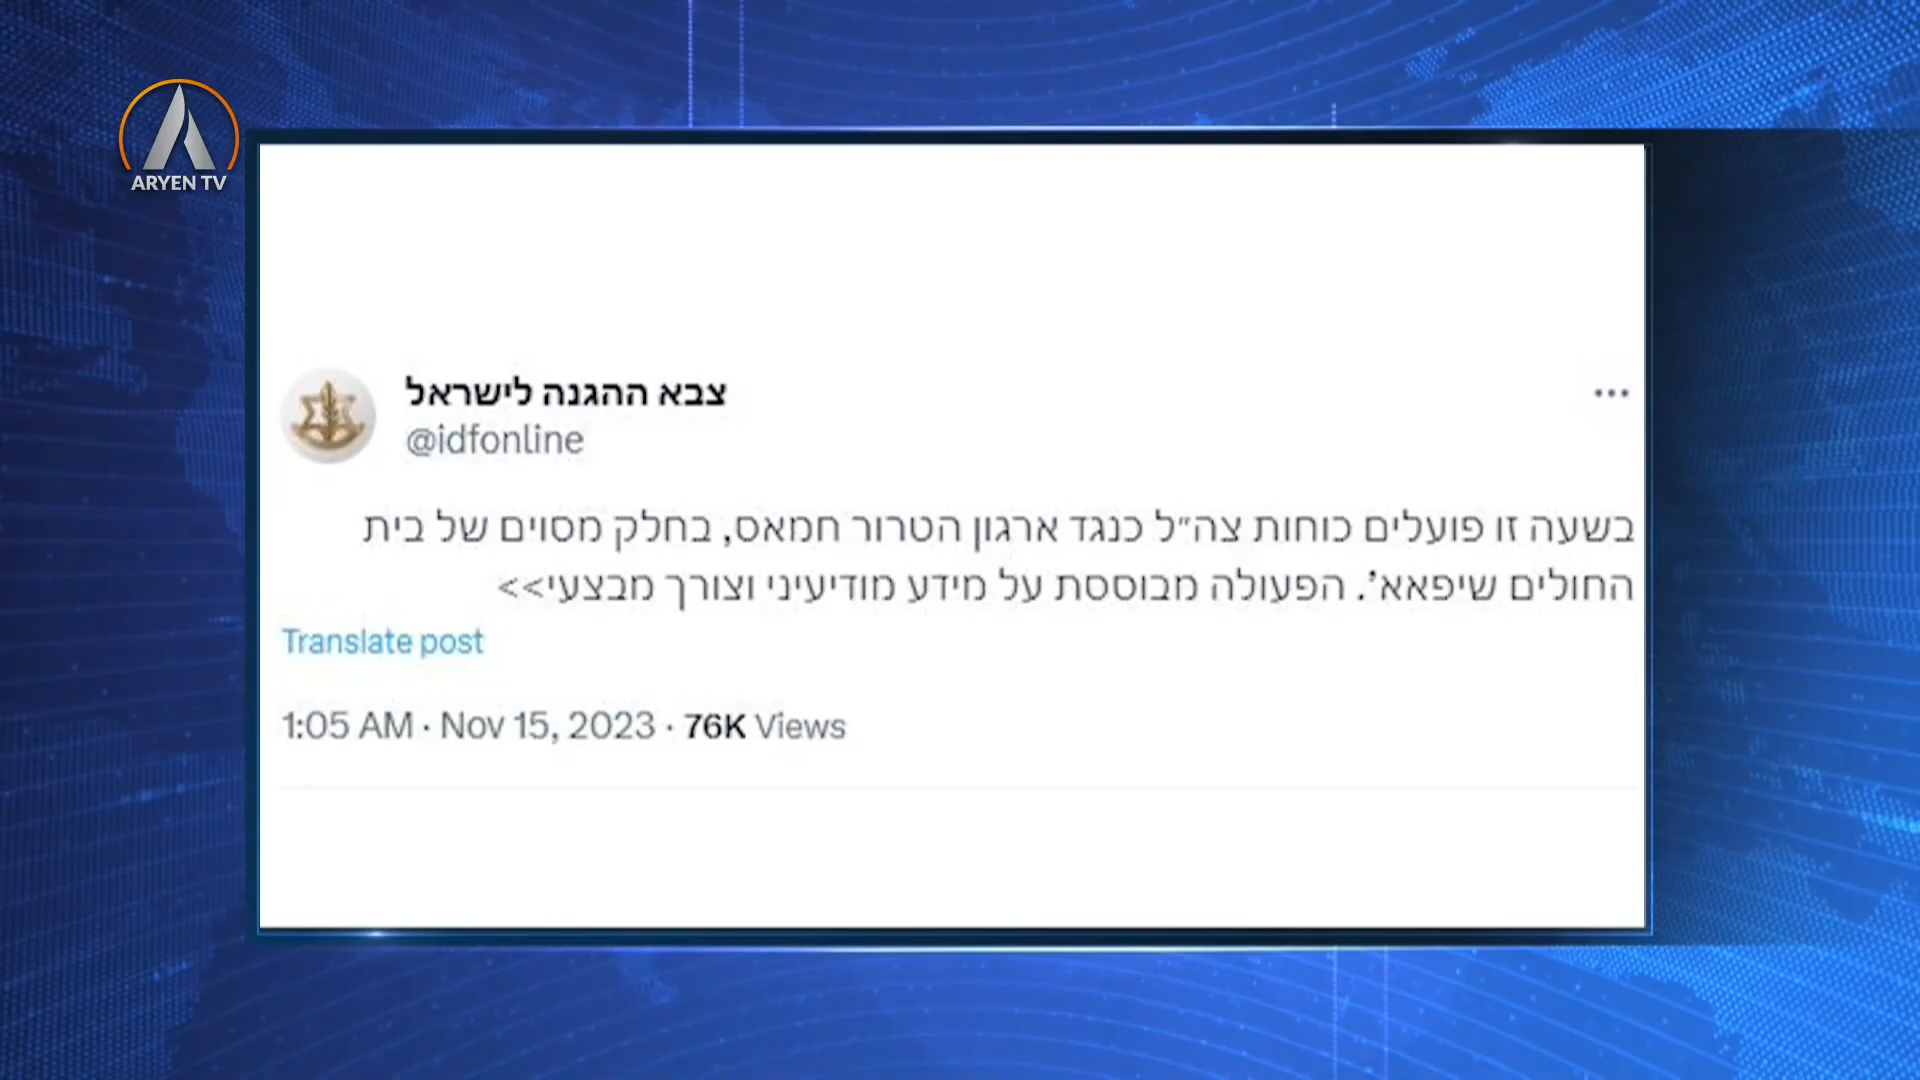 ARYEN TV
צבא ההגנה לישראל
@idfonline
בשעה זו פועלים כוחות צה״ל כנגד ארגון הטרור חמאס, בחלק מסוים של בית
החולים שיפאא'. הפעולה מבוססת על מידע מודיעיני וצורך מבצעי>>
Translate post
1:05 AM · Nov 15, 2023 · 76K Views